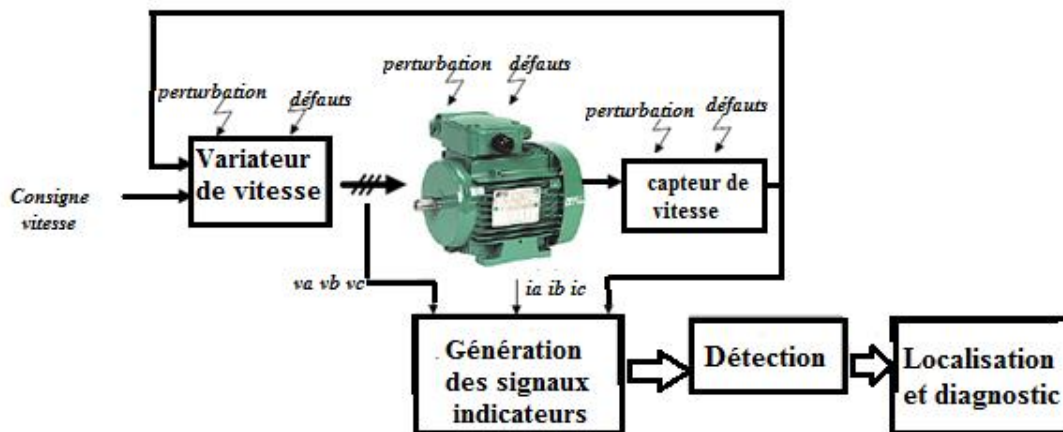 perturbation
défauts
perturbation
défauts
perturbation
défauts
Variateur
de vitesse
capteur de
vitesse
Consigne
vitesse
va vb vc
ia ib ic
Génération
des signaux
indicateurs
Détection
Localisation
et diagnostic